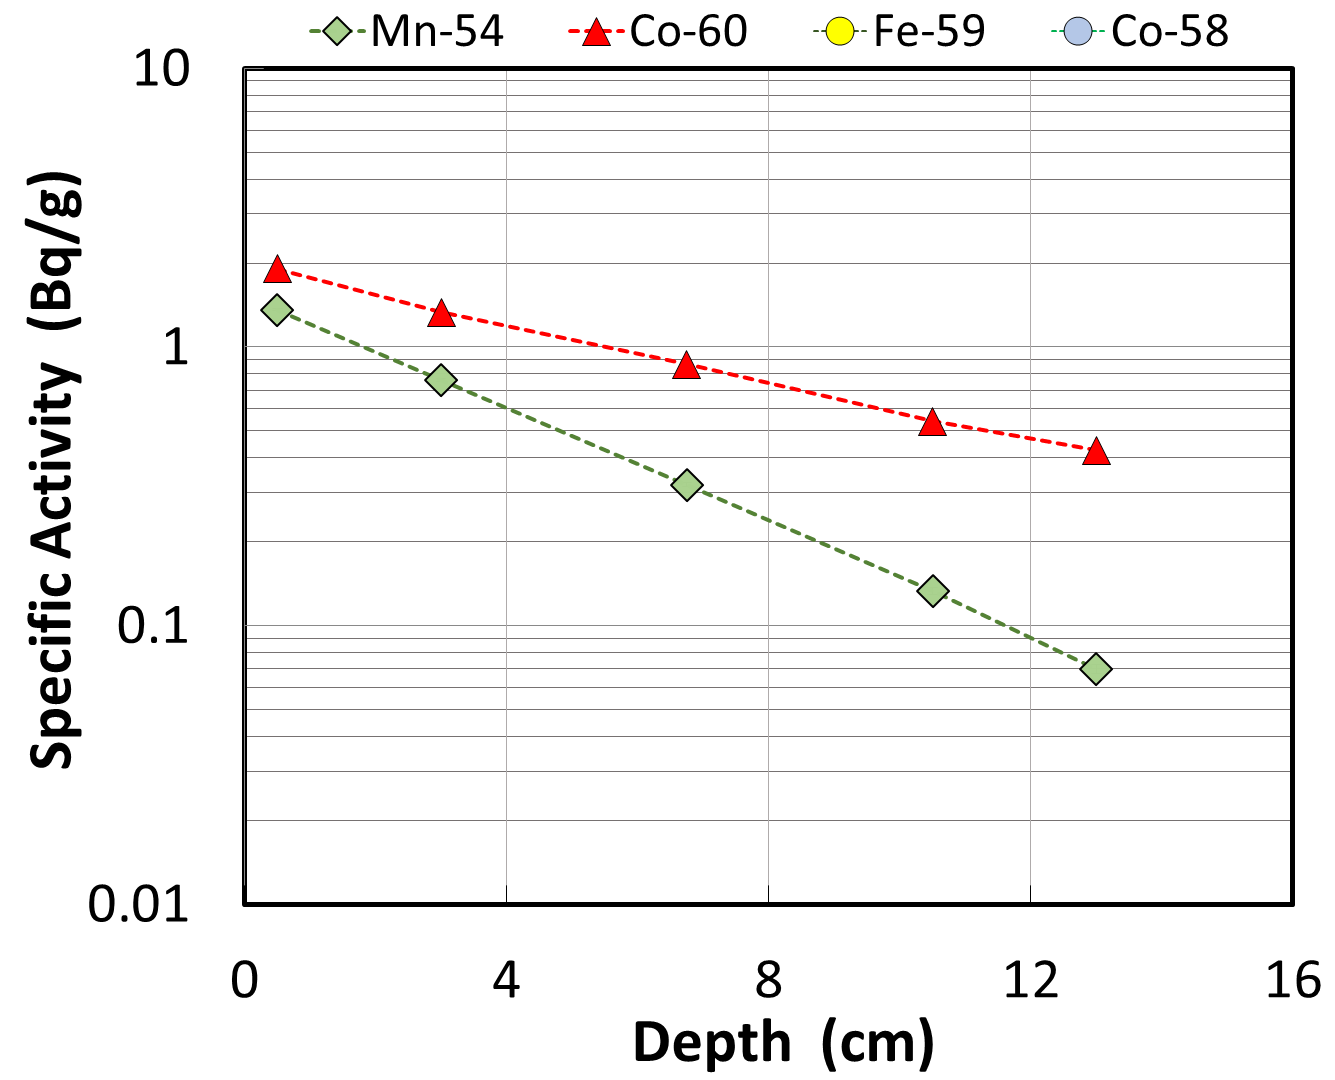 Mn-54 Co-60 Fe-59 Co-58
10
1
0.1
0.01
Specific Activity (Bq/g)
0 4 8 12 16
Depth (cm)